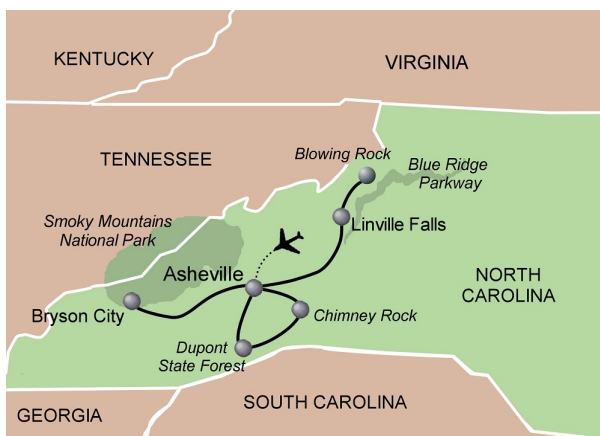 KENTUCKY
VIRGINIA
TENNESSEE
Blowing Rock
Blue Ridge
Parkway
Smoky Mountains
National Park
Linville Falls
Asheville
NORTH
CAROLINA
Bryson City
Chimney Rock
Dupont
State Forest
SOUTH CAROLINA
GEORGIA